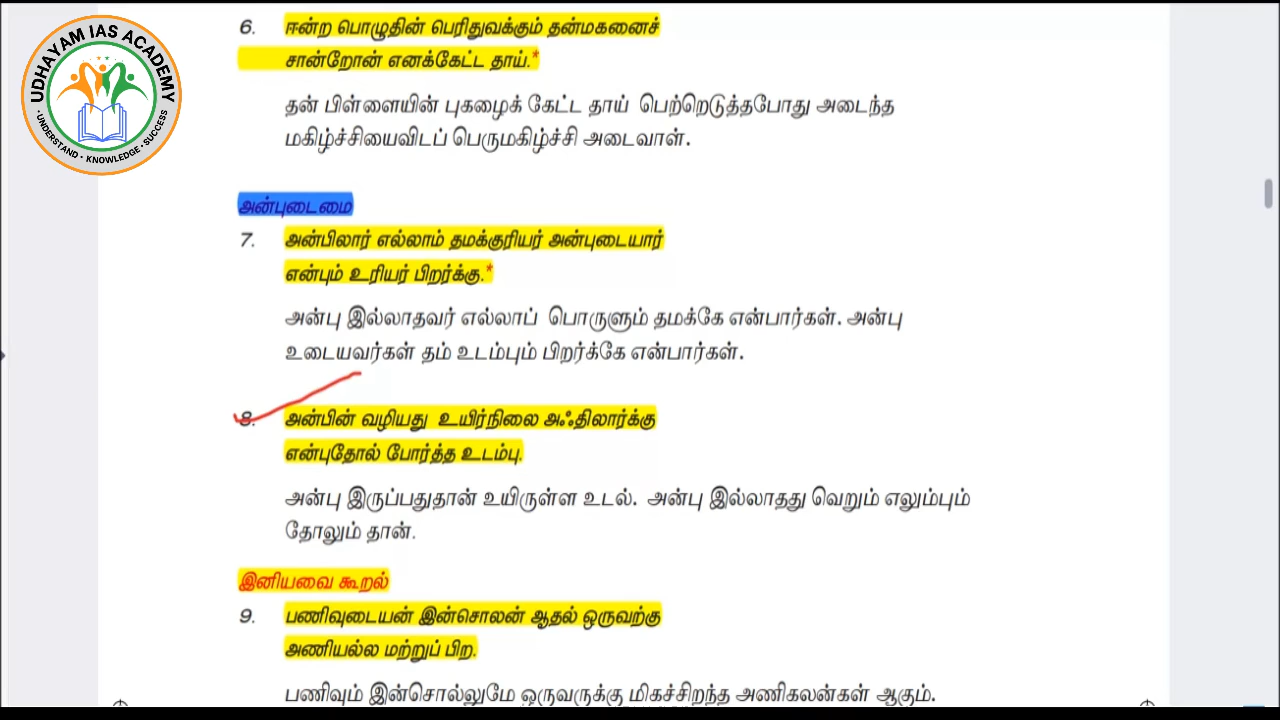 UDHAYAM IAS ACADEMY
• UNDERSTAND • KNOWLEDGE • SUCCESS
6. ஈன்ற பொழுதின் பெரிதுவக்கும் தன்மகனைச்
சான்றோன் எனக்கேட்ட தாய்.*
தன் பிள்ளையின் புகழைக் கேட்ட தாய் பெற்றெடுத்தபோது அடைந்த
மகிழ்ச்சியைவிடப் பெருமகிழ்ச்சி அடைவாள்.
அன்புடைமை
7. அன்பிலார் எல்லாம் தமக்குரியர் அன்புடையார்
என்பும் உரியர் பிறர்க்கு.*
அன்பு இல்லாதவர் எல்லாப் பொருளும் தமக்கே என்பார்கள். அன்பு
உடையவர்கள் தம் உடம்பும் பிறர்க்கே என்பார்கள்.
8. அன்பின் வழியது உயிர்நிலை அஃதிலார்க்கு
என்புதோல் போர்த்த உடம்பு.
அன்பு இருப்பதுதான் உயிருள்ள உடல். அன்பு இல்லாதது வெறும் எலும்பும்
தோலும் தான்.
இனியவை கூறல்
9. பணிவுடையன் இன்சொலன் ஆதல் ஒருவற்கு
அணியல்ல மற்றுப் பிற.
பணிவும் இன்சொல்லுமே ஒருவருக்கு மிகச்சிறந்த அணிகலன்கள் ஆகும்.